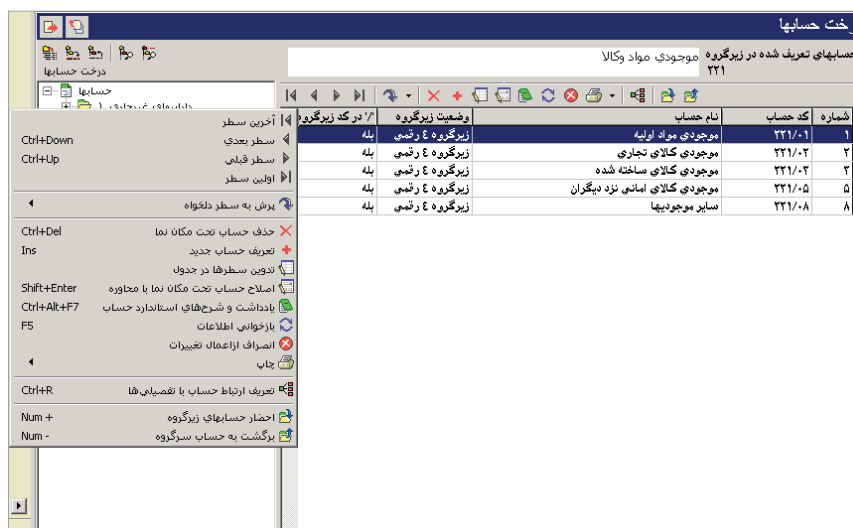 درخت حسابها
حسابهاي تعريف شده در زيرگروه موجودي مواد وكالا
۲۲۱
درخت حسابها
حسابها
داراييهاي غيرجاري (
شماره كد حساب نام حساب وضعيت زيرگروه '/' در كد زيرگروه
۱ ۲۲۱/۰۱ موجودي مواد اوليه زيرگروه ٤ رقمي بله
۲ ۲۲۱/۰۲ موجودي كالاي تجاري زيرگروه ٤ رقمي بله
۳ ۲۲۱/۰۳ موجودي كالاي ساخته شده زيرگروه ٤ رقمي بله
۵ ۲۲۱/۰۵ موجودي كالاي اماني نزد ديگران زيرگروه ٤ رقمي بله
۸ ۲۲۱/۰۸ ساير موجوديها زيرگروه ٤ رقمي بله
آخرين سطر
سطر بعدي Ctrl+Down
سطر قبلي Ctrl+Up
اولين سطر
پرش به سطر دلخواه
حذف حساب تحت مكان نما Ctrl+Del
تعريف حساب جديد Ins
تدوين سطرها در جدول
اصلاح حساب تحت مكان نما با محاوره Shift+Enter
يادداشت و شرح‌هاي استاندارد حساب Ctrl+Alt+F7
بازخواني اطلاعات F5
انصراف ازاعمال تغييرات
چاپ
تعريف ارتباط حساب با تفصيلي‌ها Ctrl+R
احضار حسابهاي زيرگروه Num +
برگشت به حساب سرگروه Num -